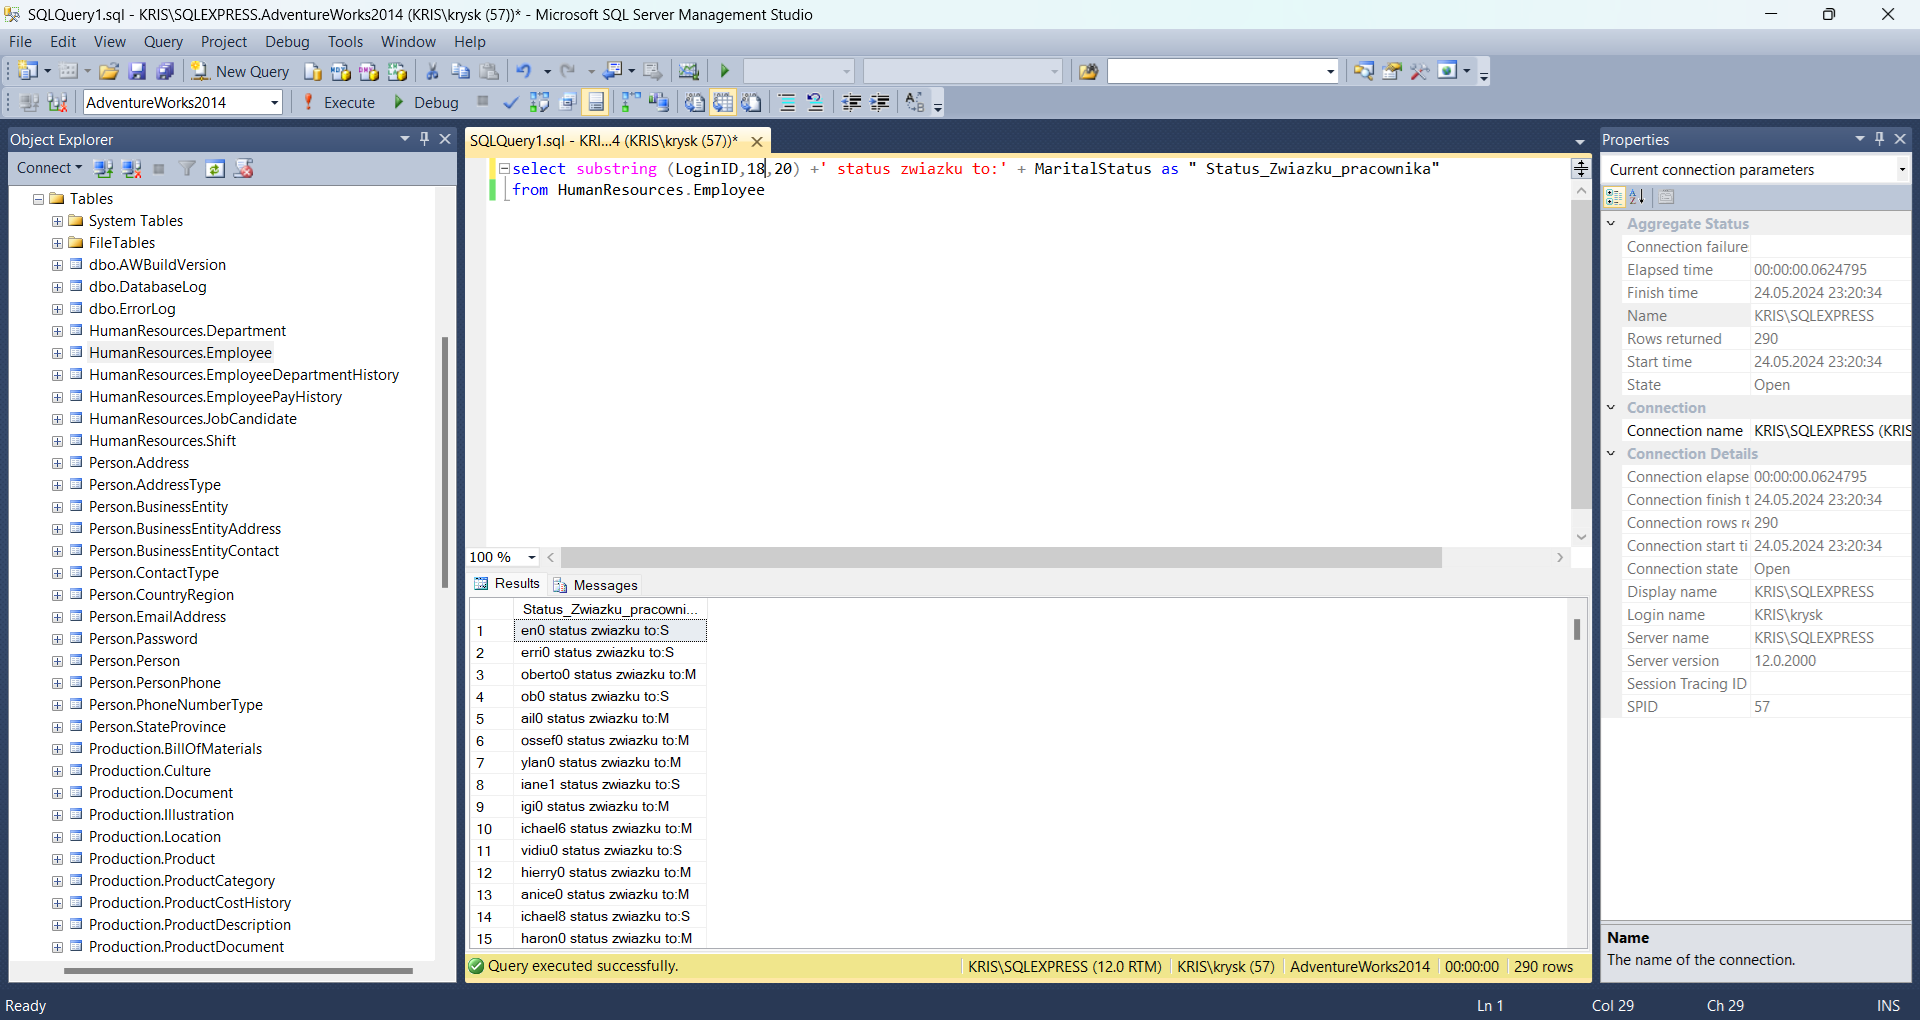 SQLQuery1.sql - KRIS\SQLEXPRESS.AdventureWorks2014 (KRIS\krysk (57))* - Microsoft SQL Server Management Studio
File Edit View Query Project Debug Tools Window Help
New Query
AdventureWorks2014 Execute Debug
Object Explorer
Connect
Tables
System Tables
FileTables
dbo.AWBuildVersion
dbo.DatabaseLog
dbo.ErrorLog
HumanResources.Department
HumanResources.Employee
HumanResources.EmployeeDepartmentHistory
HumanResources.EmployeePayHistory
HumanResources.JobCandidate
HumanResources.Shift
Person.Address
Person.AddressType
Person.BusinessEntity
Person.BusinessEntityAddress
Person.BusinessEntityContact
Person.ContactType
Person.CountryRegion
Person.EmailAddress
Person.Password
Person.Person
Person.PersonPhone
Person.PhoneNumberType
Person.StateProvince
Production.BillOfMaterials
Production.Culture
Production.Document
Production.Illustration
Production.Location
Production.Product
Production.ProductCategory
Production.ProductCostHistory
Production.ProductDescription
Production.ProductDocument
SQLQuery1.sql - KRI...4 (KRIS\krysk (57))*
select substring (LoginID,18,20) +' status zwiazku to:' + MaritalStatus as " Status_Zwiazku_pracownika"
from HumanResources.Employee
100 %
Results Messages
Status_Zwiazku_pracowni...
1 en0 status zwiazku to:S
2 erri0 status zwiazku to:S
3 oberto0 status zwiazku to:M
4 ob0 status zwiazku to:S
5 ail0 status zwiazku to:M
6 ossef0 status zwiazku to:M
7 ylan0 status zwiazku to:M
8 iane1 status zwiazku to:S
9 igi0 status zwiazku to:M
10 ichael6 status zwiazku to:M
11 vidiu0 status zwiazku to:S
12 hierry0 status zwiazku to:M
13 anice0 status zwiazku to:M
14 ichael8 status zwiazku to:S
15 haron0 status zwiazku to:M
Query executed successfully. KRIS\SQLEXPRESS (12.0 RTM) KRIS\krysk (57) AdventureWorks2014 00:00:00 290 rows
Properties
Current connection parameters
Aggregate Status
Connection failure
Elapsed time 00:00:00.0624795
Finish time 24.05.2024 23:20:34
Name KRIS\SQLEXPRESS
Rows returned 290
Start time 24.05.2024 23:20:34
State Open
Connection
Connection name KRIS\SQLEXPRESS (KRIS
Connection Details
Connection elapse 00:00:00.0624795
Connection finish t 24.05.2024 23:20:34
Connection rows re 290
Connection start ti 24.05.2024 23:20:34
Connection state Open
Display name KRIS\SQLEXPRESS
Login name KRIS\krysk
Server name KRIS\SQLEXPRESS
Server version 12.0.2000
Session Tracing ID
SPID 57
Name
The name of the connection.
Ready Ln 1 Col 29 Ch 29 INS